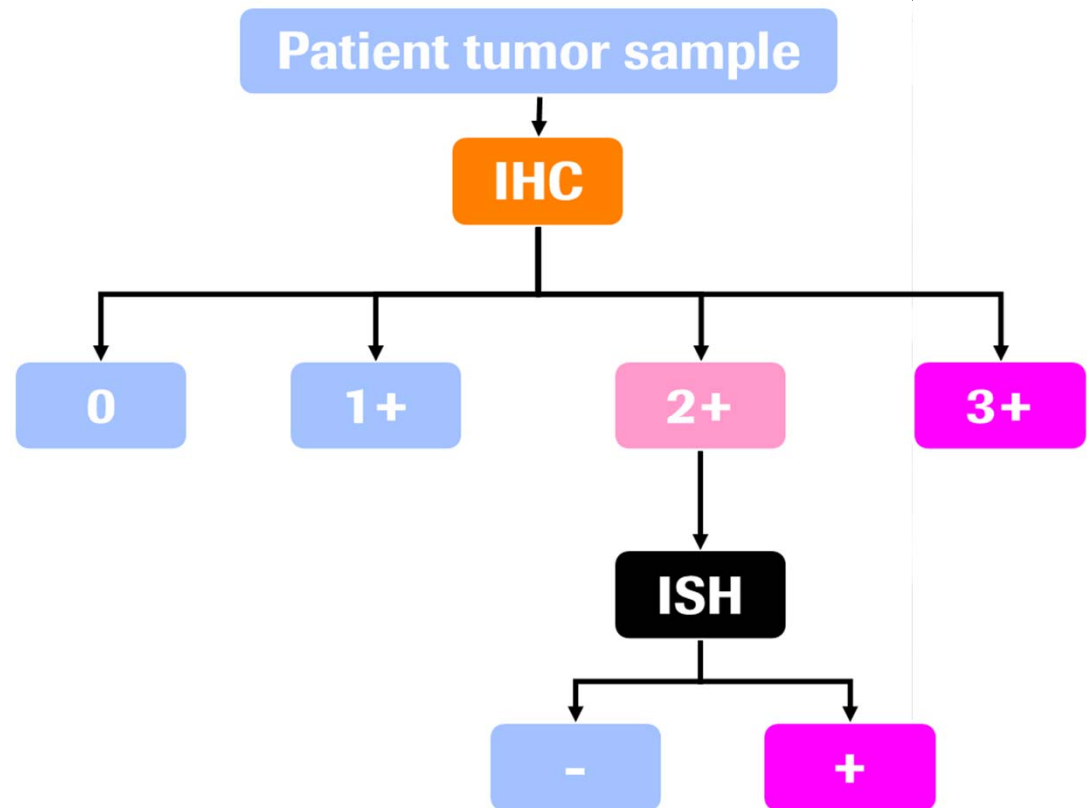 Patient tumor sample
IHC
0
1+
2+
3+
ISH
-
+